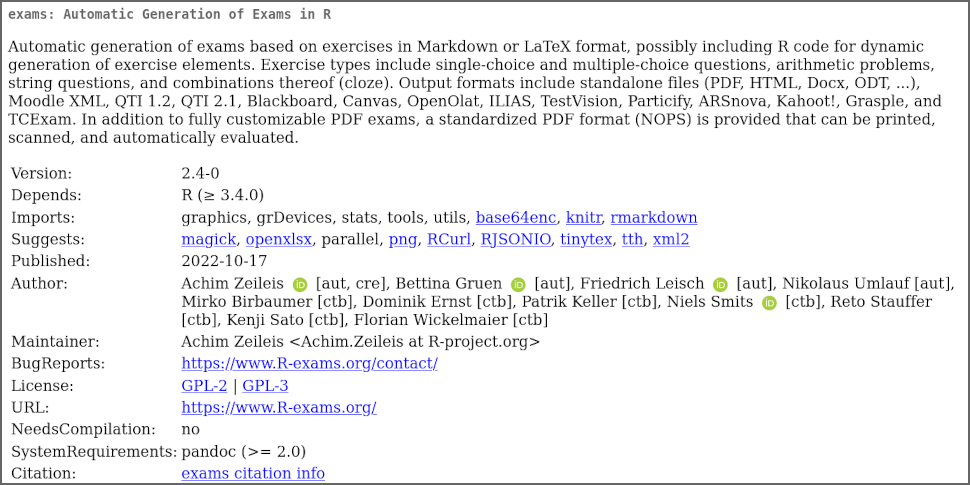 exams: Automatic Generation of Exams in R
Automatic generation of exams based on exercises in Markdown or LaTeX format, possibly including R code for dynamic
generation of exercise elements. Exercise types include single-choice and multiple-choice questions, arithmetic problems,
string questions, and combinations thereof (cloze). Output formats include standalone files (PDF, HTML, Docx, ODT, ...),
Moodle XML, QTI 1.2, QTI 2.1, Blackboard, Canvas, OpenOlat, ILIAS, TestVision, Particify, ARSnova, Kahoot!, Grasple, and
TCExam. In addition to fully customizable PDF exams, a standardized PDF format (NOPS) is provided that can be printed,
scanned, and automatically evaluated.
Version: 2.4-0
Depends: R (≥ 3.4.0)
Imports: graphics, grDevices, stats, tools, utils, base64enc, knitr, rmarkdown
Suggests: magick, openxlsx, parallel, png, RCurl, RJSONIO, tinytex, tth, xml2
Published: 2022-10-17
Author: Achim Zeileis iD [aut, cre], Bettina Gruen iD [aut], Friedrich Leisch iD [aut], Nikolaus Umlauf [aut],
Mirko Birbaumer [ctb], Dominik Ernst [ctb], Patrik Keller [ctb], Niels Smits iD [ctb], Reto Stauffer
[ctb], Kenji Sato [ctb], Florian Wickelmaier [ctb]
Maintainer: Achim Zeileis <Achim.Zeileis at R-project.org>
BugReports: https://www.R-exams.org/contact/
License: GPL-2 | GPL-3
URL: https://www.R-exams.org/
NeedsCompilation: no
SystemRequirements: pandoc (>= 2.0)
Citation: exams citation info